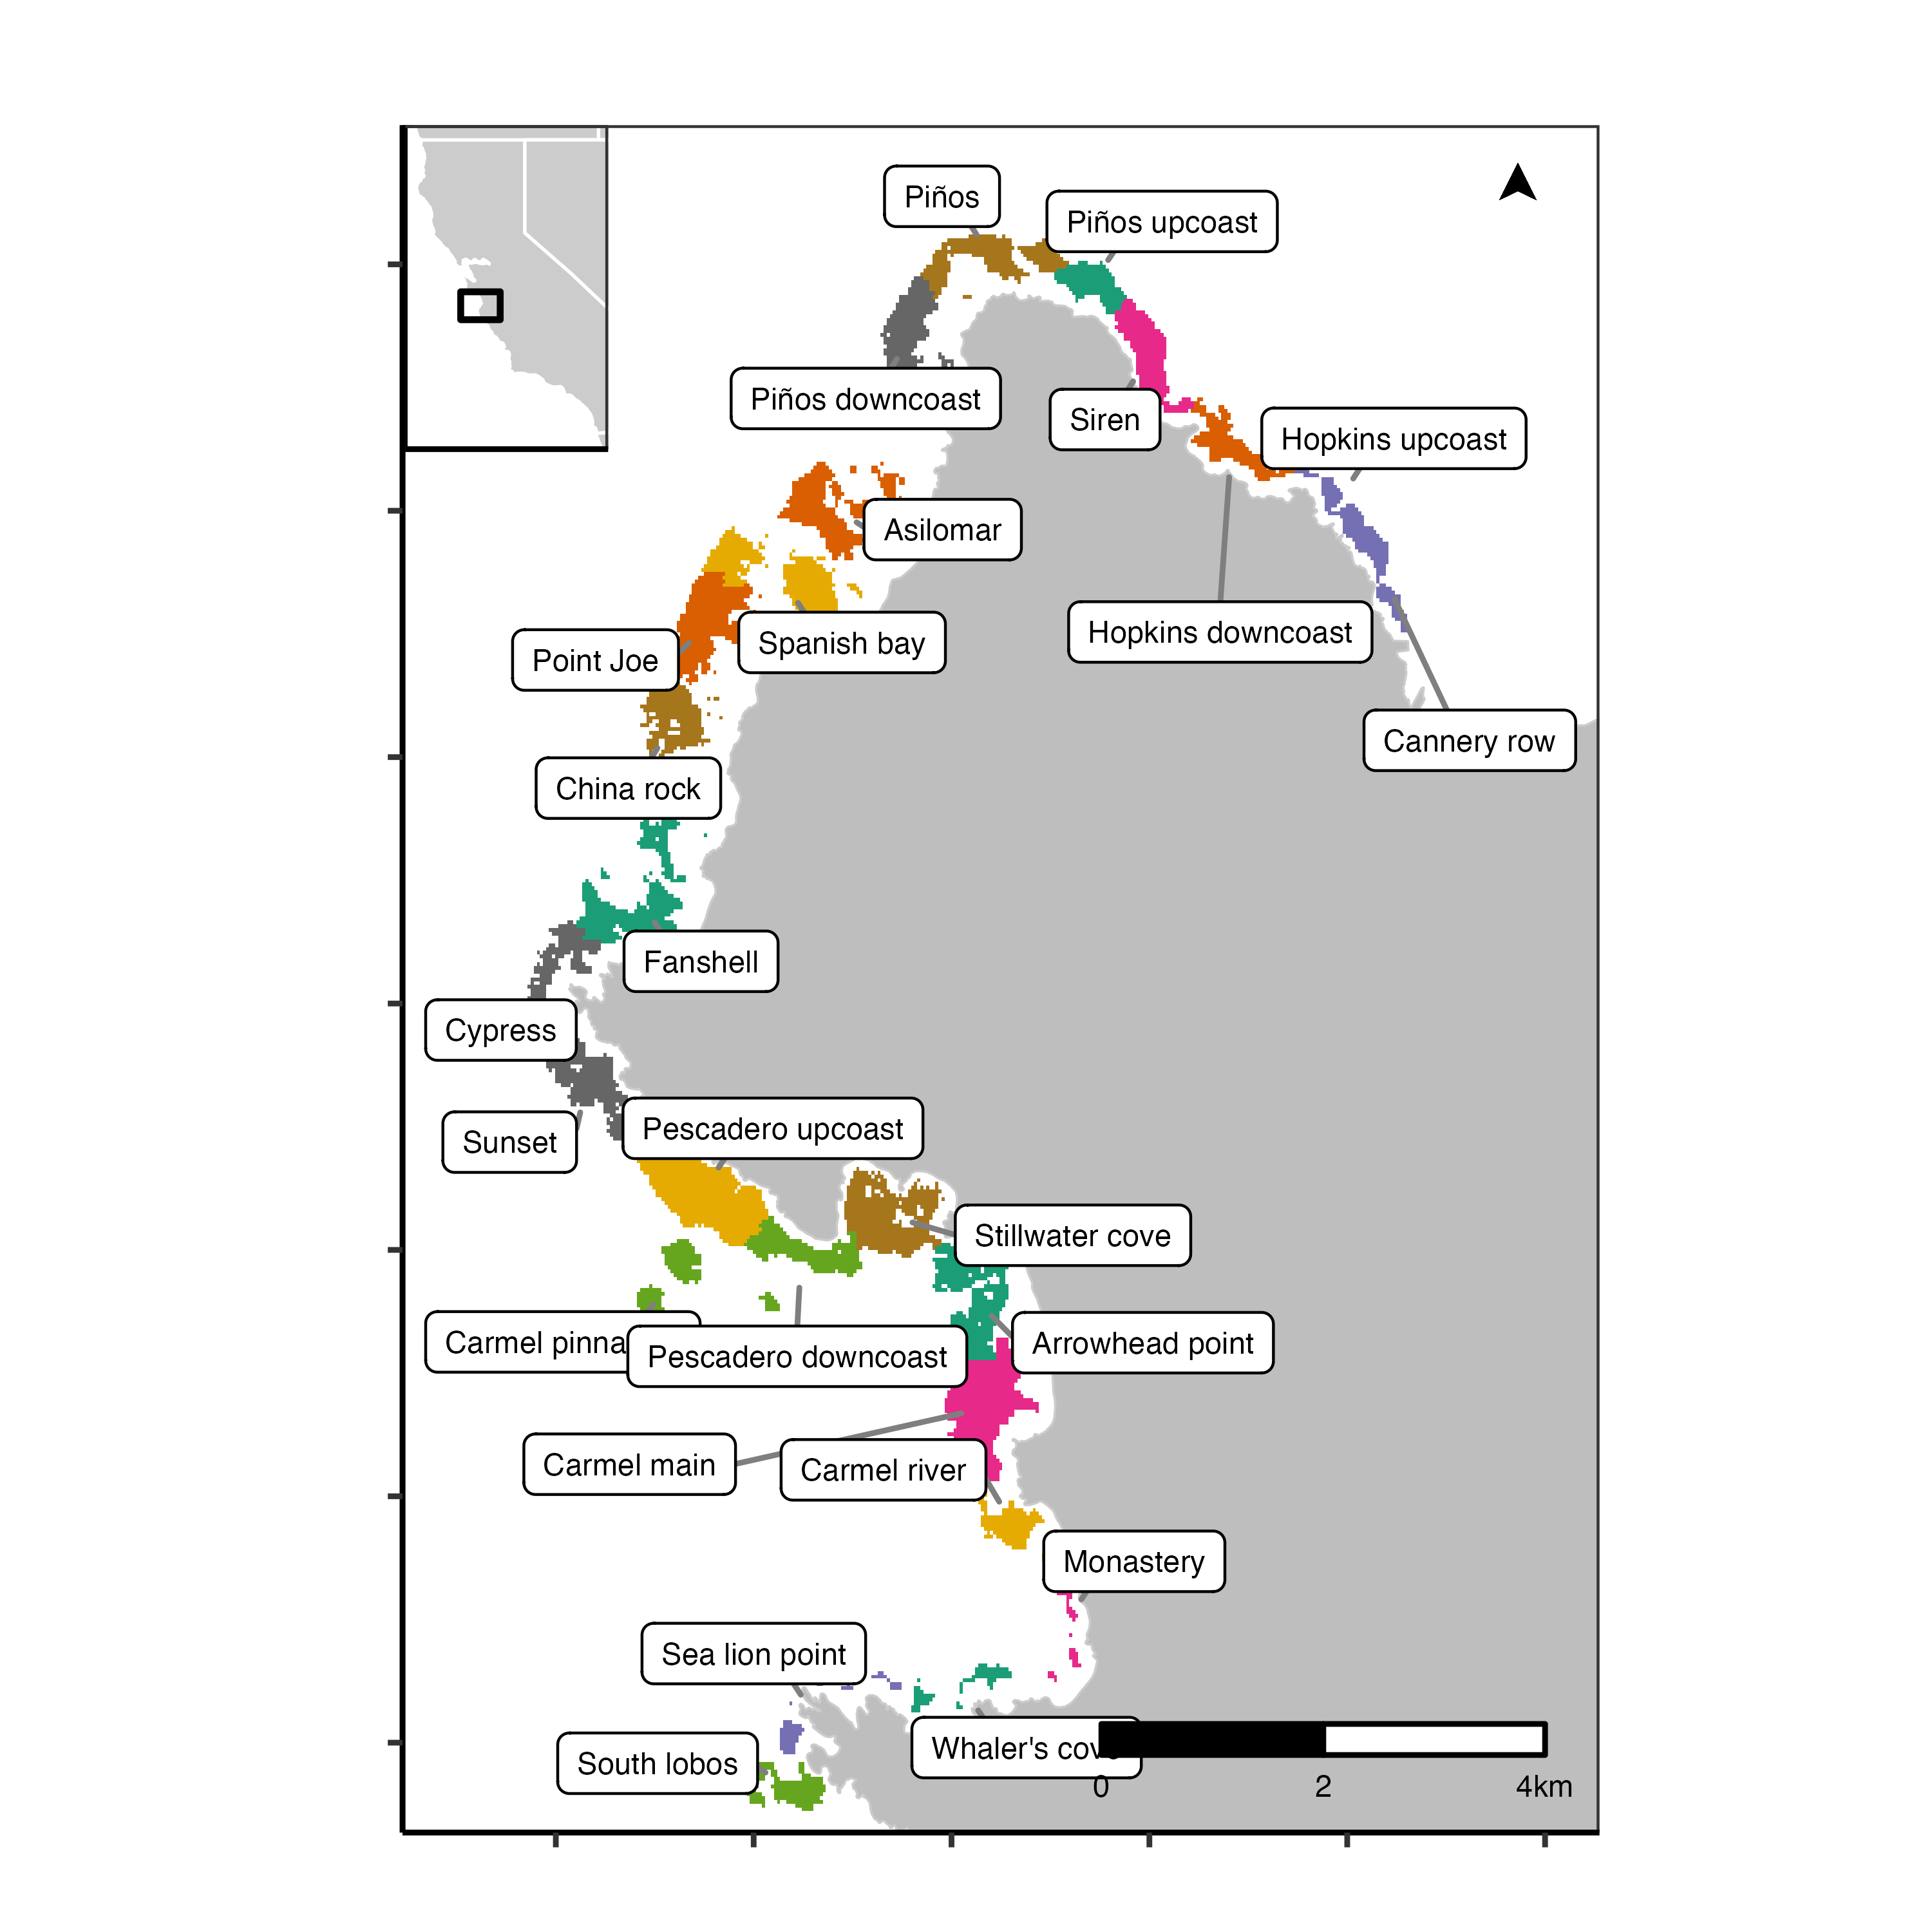 Piños
Piños upcoast
Piños downcoast
Siren
Hopkins upcoast
Asilomar
Hopkins downcoast
Spanish bay
Point Joe
Cannery row
China rock
Fanshell
Cypress
Pescadero upcoast
Sunset
Stillwater cove
Carmel pinna
Pescadero downcoast
Arrowhead point
Carmel main
Carmel river
Monastery
Sea lion point
Whaler's cove
South lobos
0 2 4km